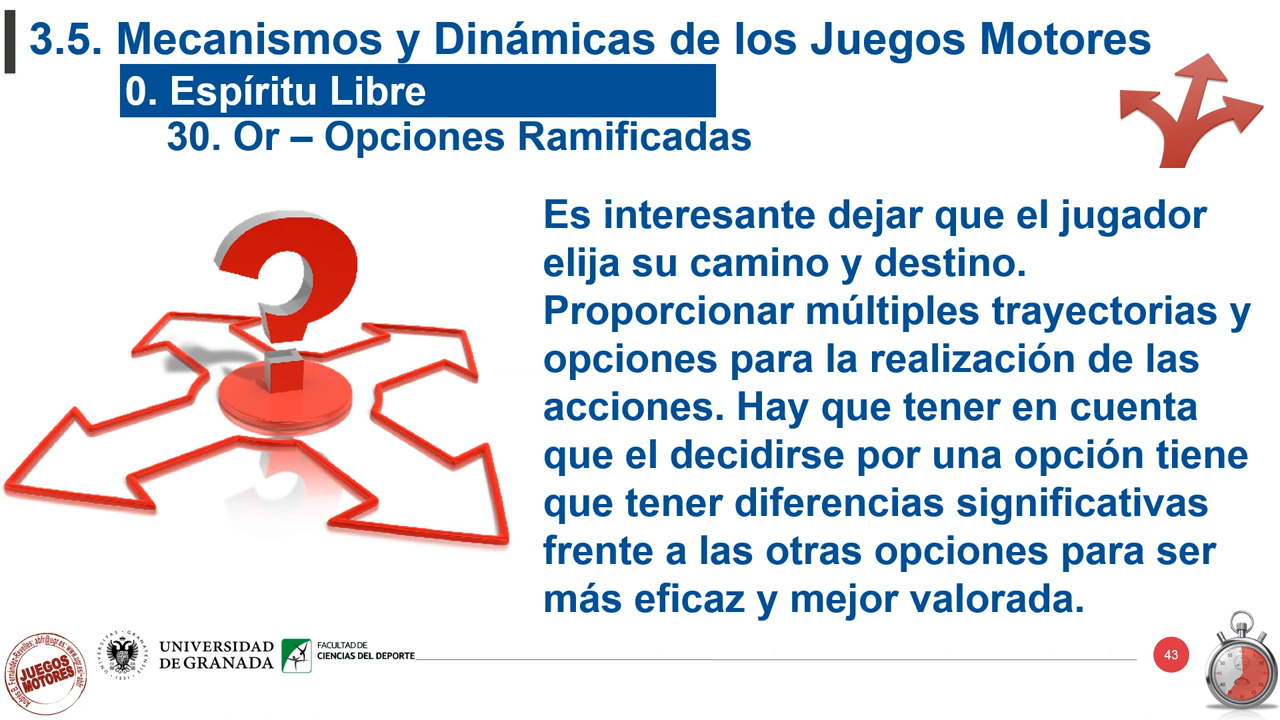 3.5. Mecanismos y Dinámicas de los Juegos Motores
0. Espíritu Libre
30. Or – Opciones Ramificadas
Es interesante dejar que el jugador
elija su camino y destino.
Proporcionar múltiples trayectorias y
opciones para la realización de las
acciones. Hay que tener en cuenta
que el decidirse por una opción tiene
que tener diferencias significativas
frente a las otras opciones para ser
más eficaz y mejor valorada.
?
JUEGOS
MOTORES
UNIVERSIDAD
DE GRANADA
FACULTAD DE
CIENCIAS DEL DEPORTE
43